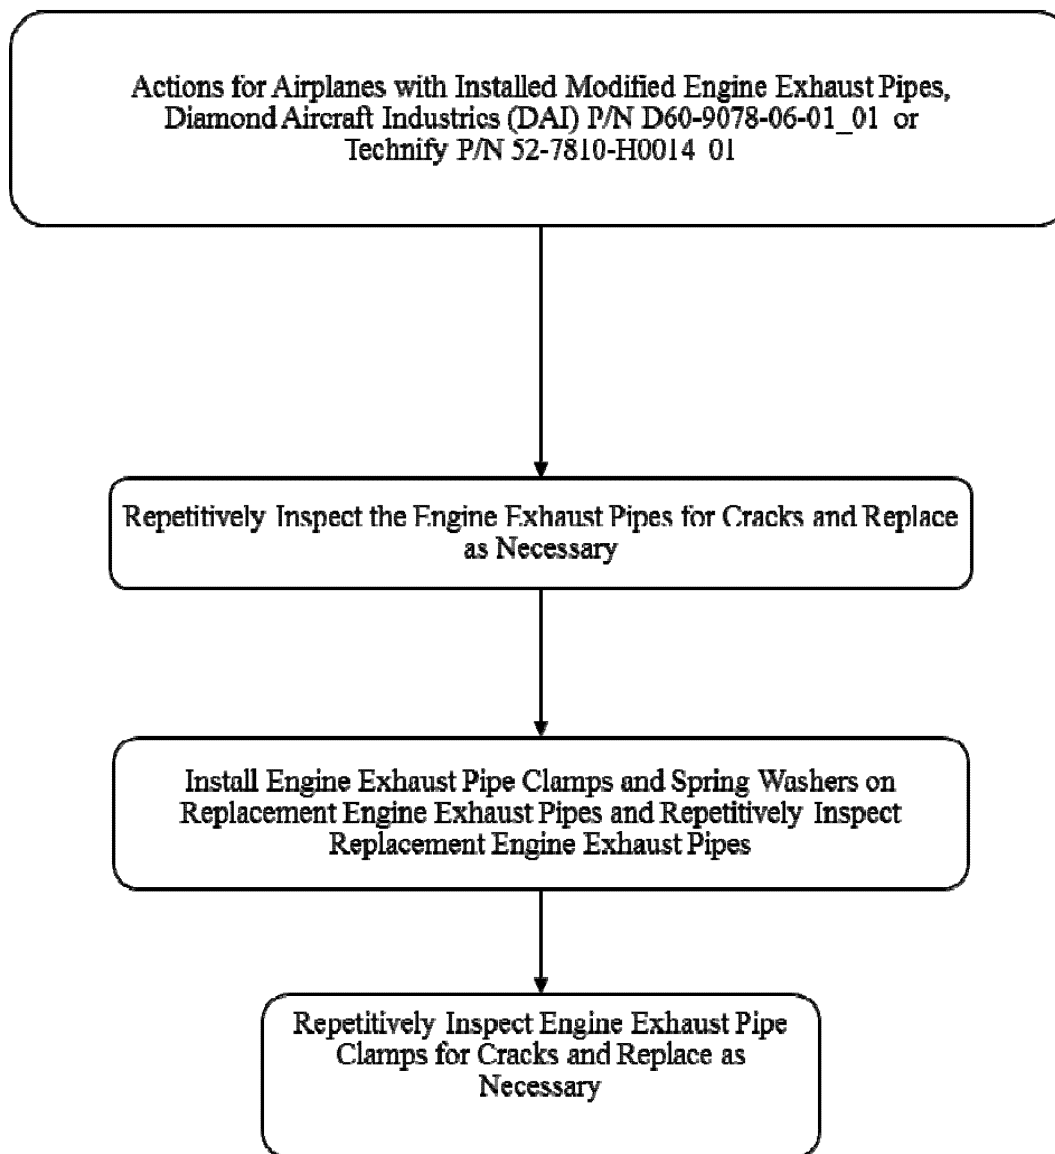 Actions for Airplanes with Installed Modified Engine Exhaust Pipes,
Diamond Aircraft Industries (DAI) P/N D60-9078-06-01_01 or
Technify P/N 52-7810-H0014 01
Repetitively Inspect the Engine Exhaust Pipes for Cracks and Replace
as Necessary
Install Engine Exhaust Pipe Clamps and Spring Washers on
Replacement Engine Exhaust Pipes and Repetitively Inspect
Replacement Engine Exhaust Pipes
Repetitively Inspect Engine Exhaust Pipe
Clamps for Cracks and Replace as
Necessary